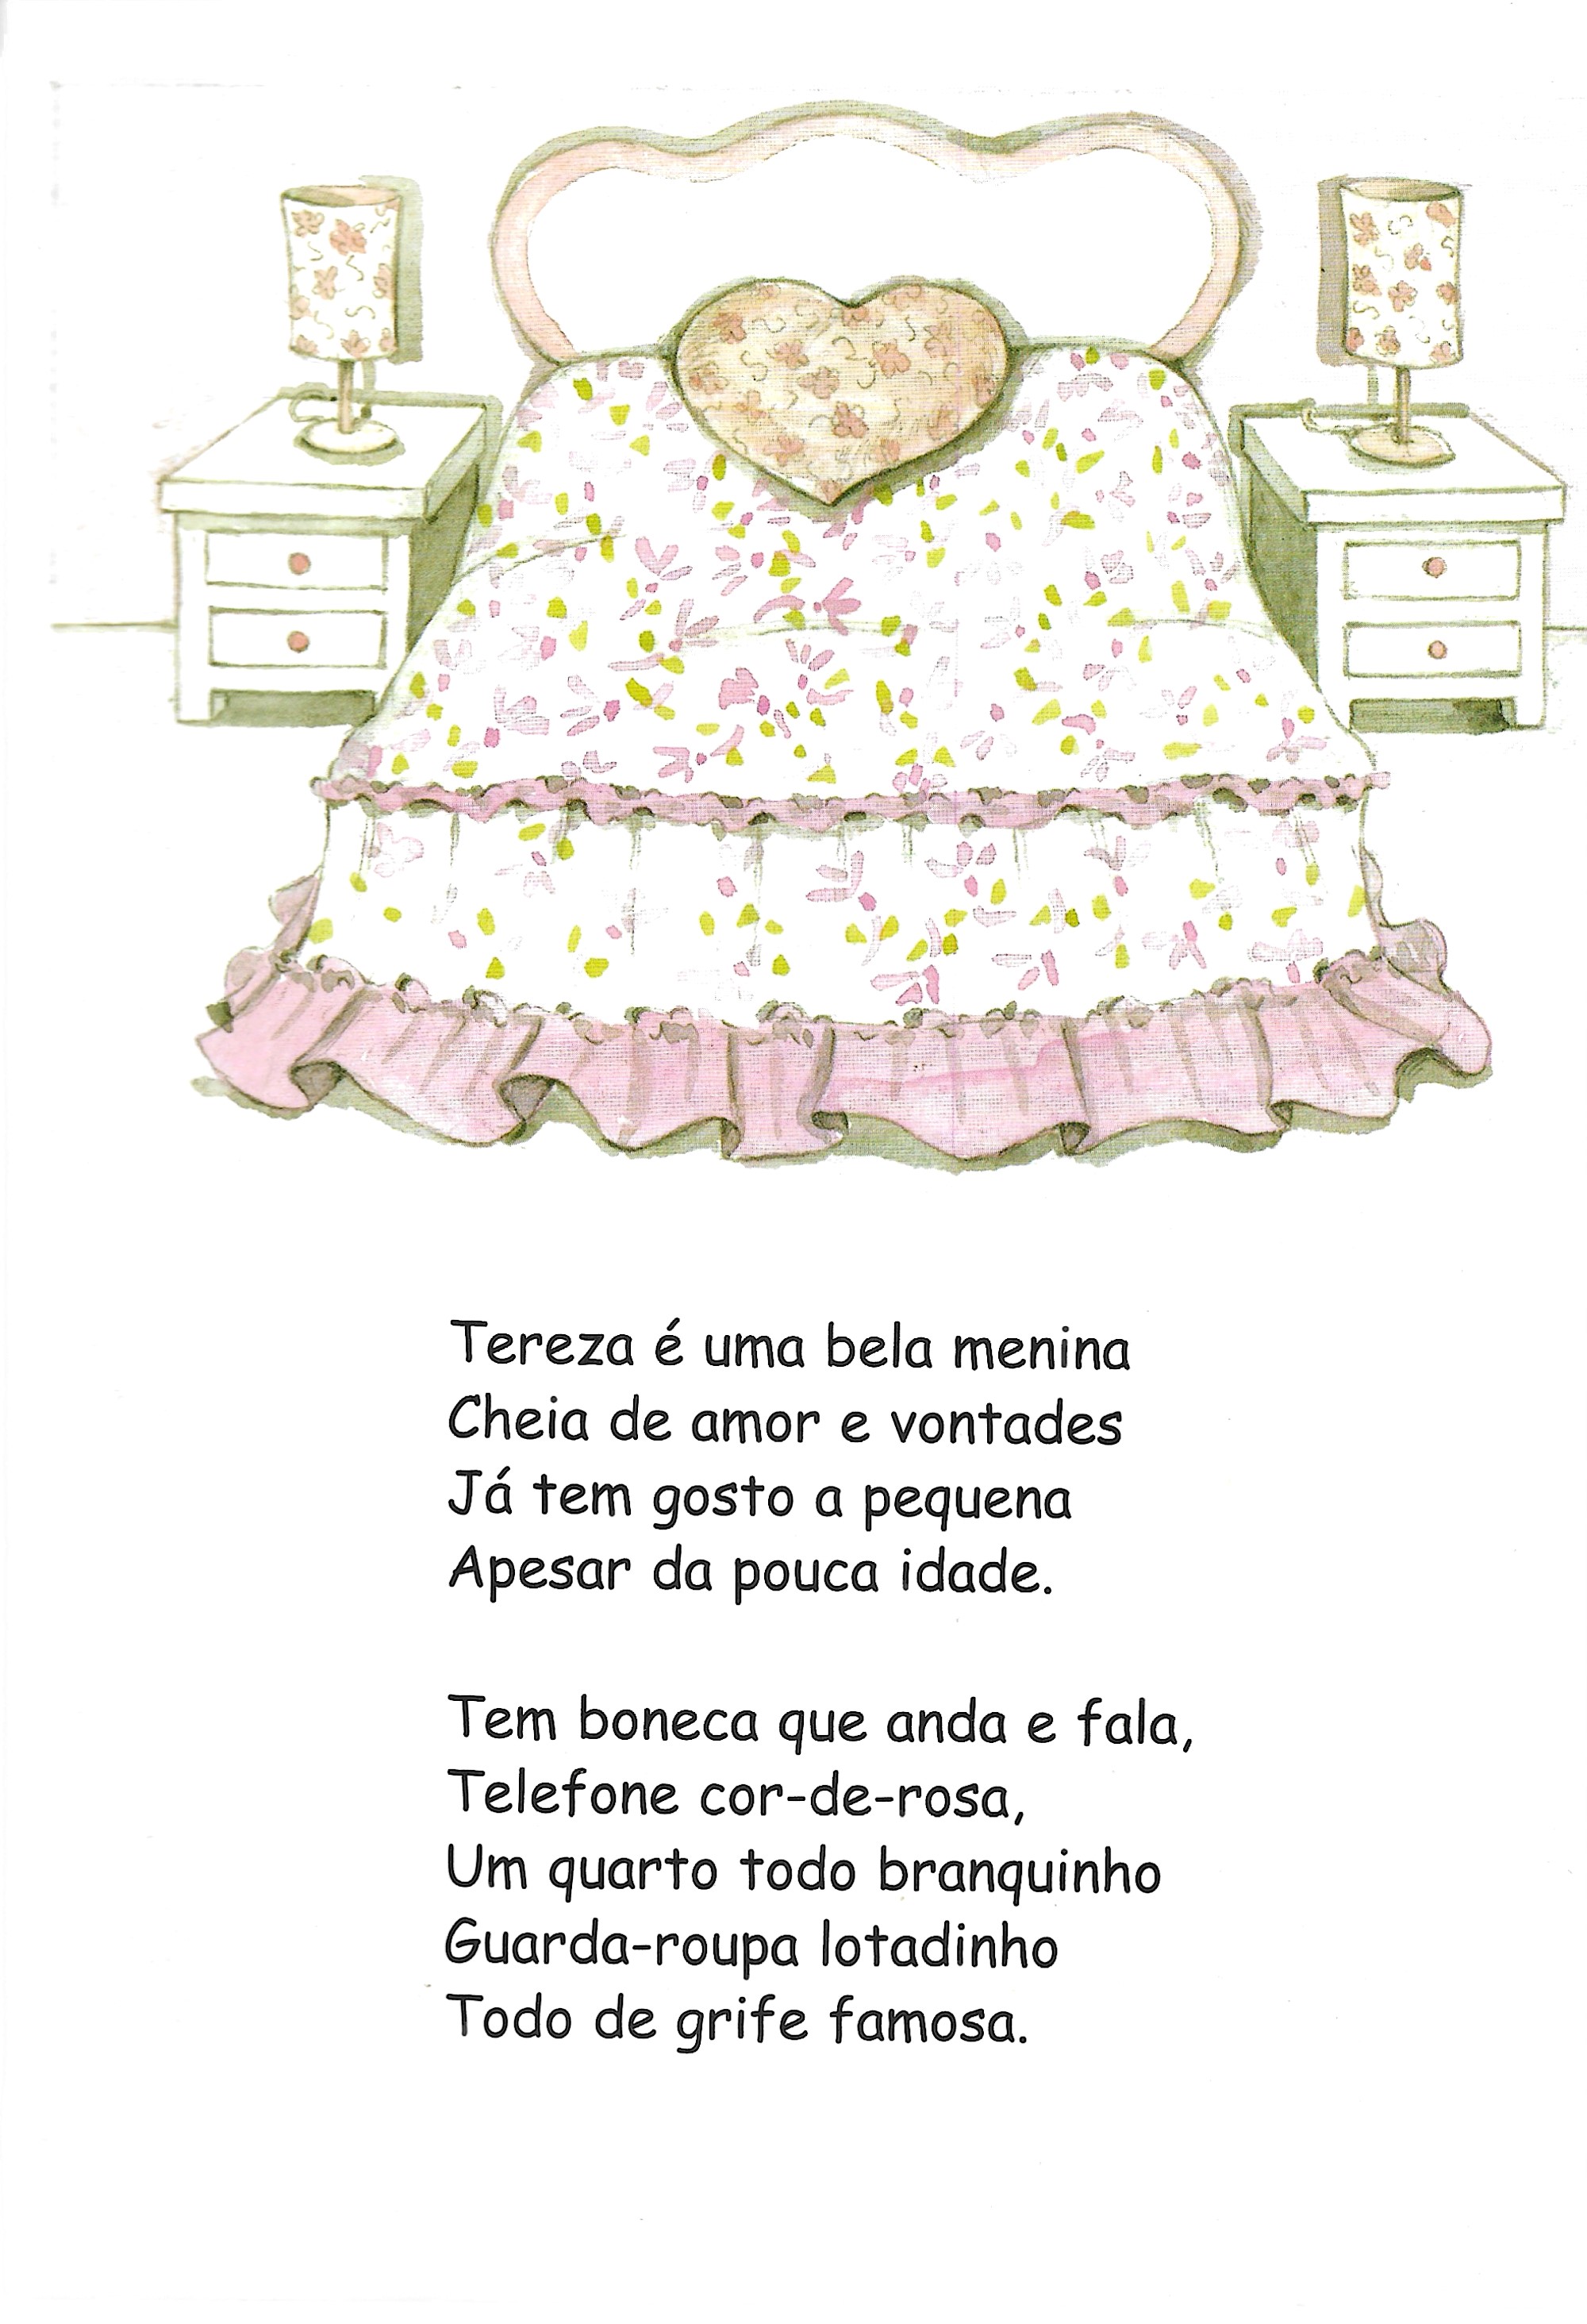 Tereza é uma bela menina
Cheia de amor e vontades
Já tem gosto a pequena
Apesar da pouca idade.
Tem boneca que anda e fala,
Telefone cor-de-rosa,
Um quarto todo branquinho
Guarda-roupa lotadinho
Todo de grife famosa.